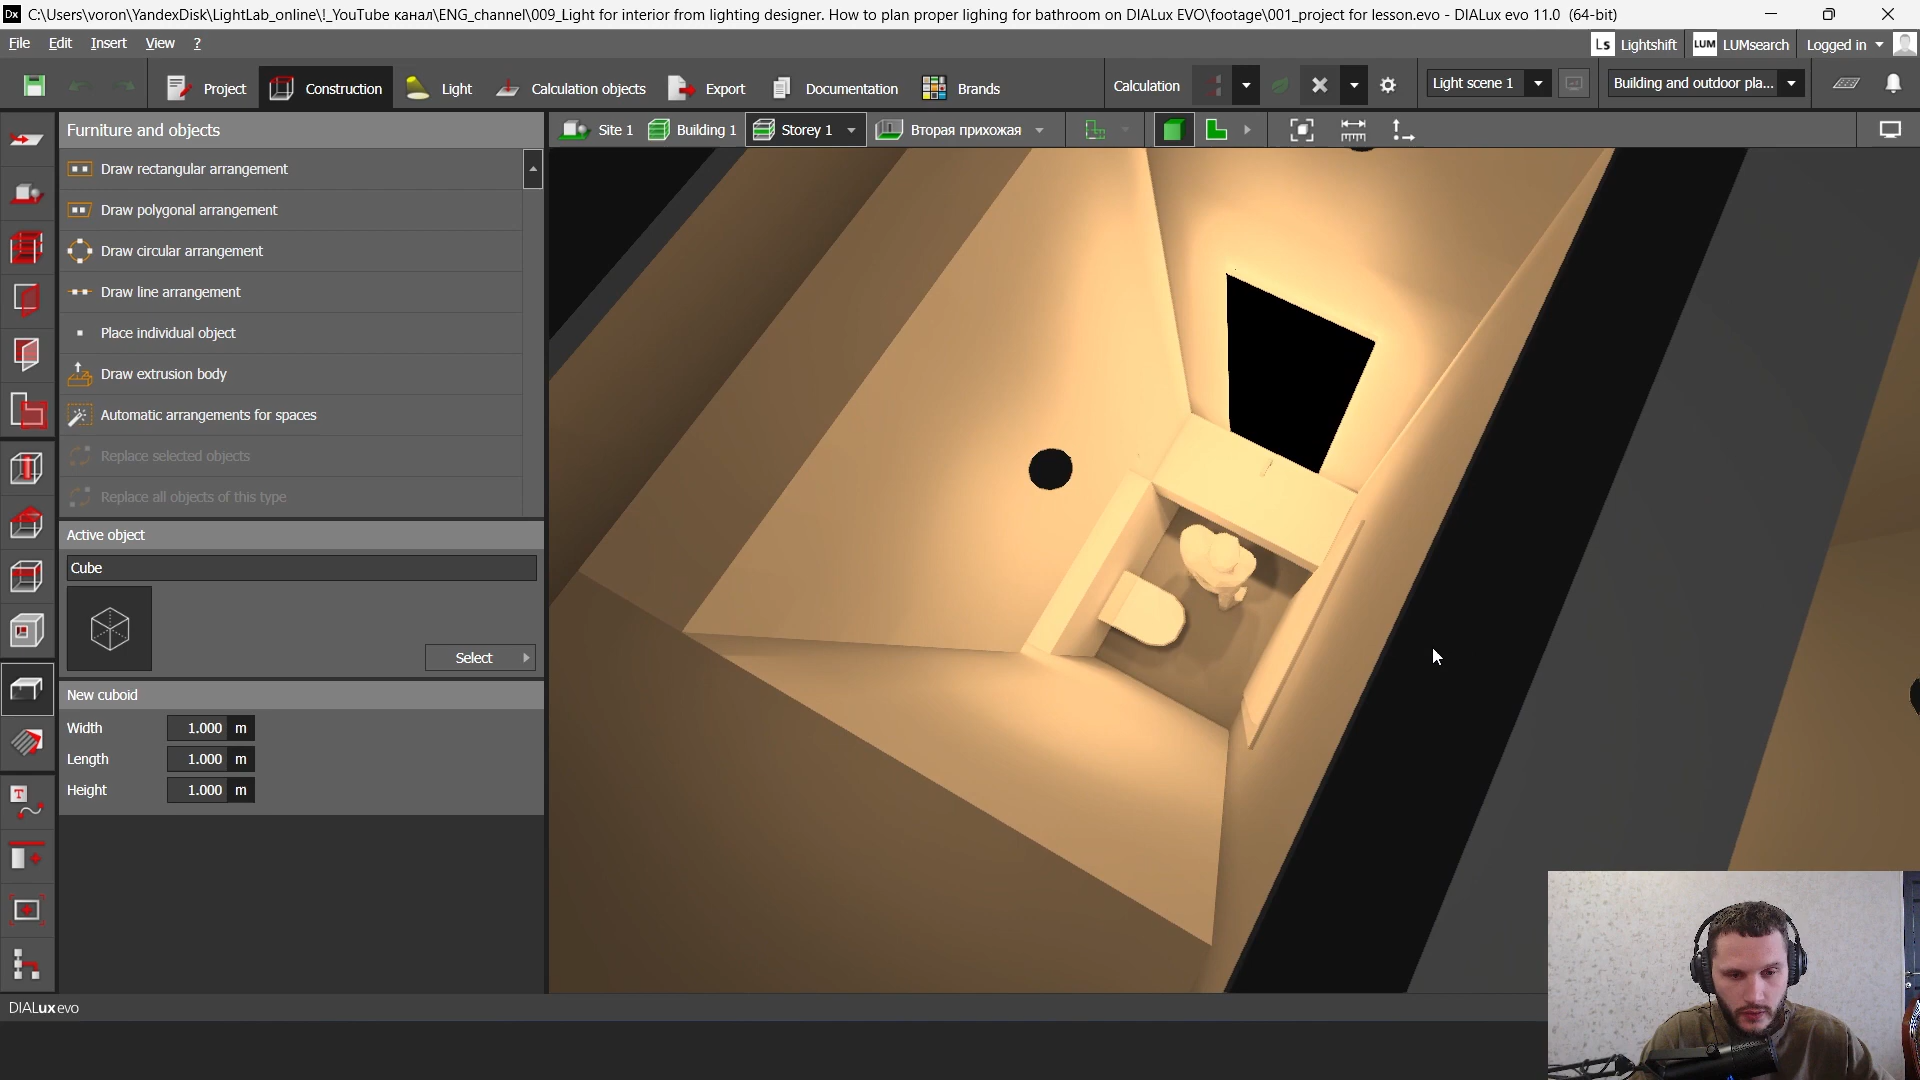 Dx C:\Users\voron\YandexDisk\LightLab_online\!_YouTube канал\ENG_channel\009_Light for interior from lighting designer. How to plan proper lighing for bathroom on DIALux EVO\footage\001_project for lesson.evo - DIALux evo 11.0 (64-bit)
File Edit Insert View ?
Ls Lightshift LUM LUMsearch Logged in
Project Construction Light Calculation objects Export Documentation Brands Calculation Light scene 1 Building and outdoor pla...
Furniture and objects
Site 1 Building 1 Storey 1 Вторая прихожая
Draw rectangular arrangement
Draw polygonal arrangement
Draw circular arrangement
Draw line arrangement
Place individual object
Draw extrusion body
Automatic arrangements for spaces
Replace selected objects
Replace all objects of this type
Active object
Cube
Select
New cuboid
Width 1.000 m
Length 1.000 m
Height 1.000 m
T
DIALux evo